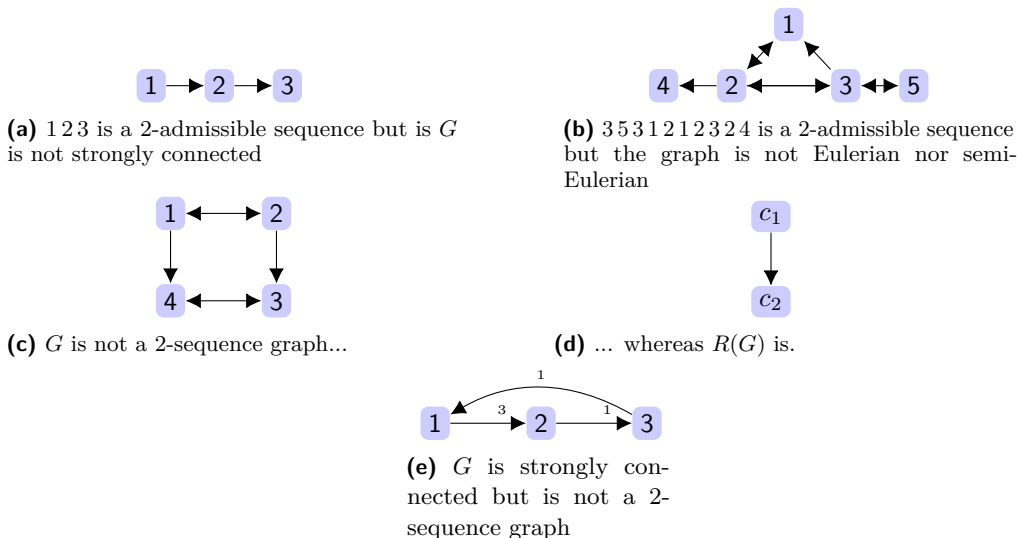 1 2 3
(a) 1 2 3 is a 2-admissible sequence but is G
is not strongly connected
1
4 2 3 5
(b) 3 5 3 1 2 1 2 3 2 4 is a 2-admissible sequence
but the graph is not Eulerian nor semi-
Eulerian
1 2
4 3
(c) G is not a 2-sequence graph...
c1
c2
(d) ... whereas R(G) is.
1
3 1
1 2 3
(e) G is strongly con-
nected but is not a 2-
sequence graph